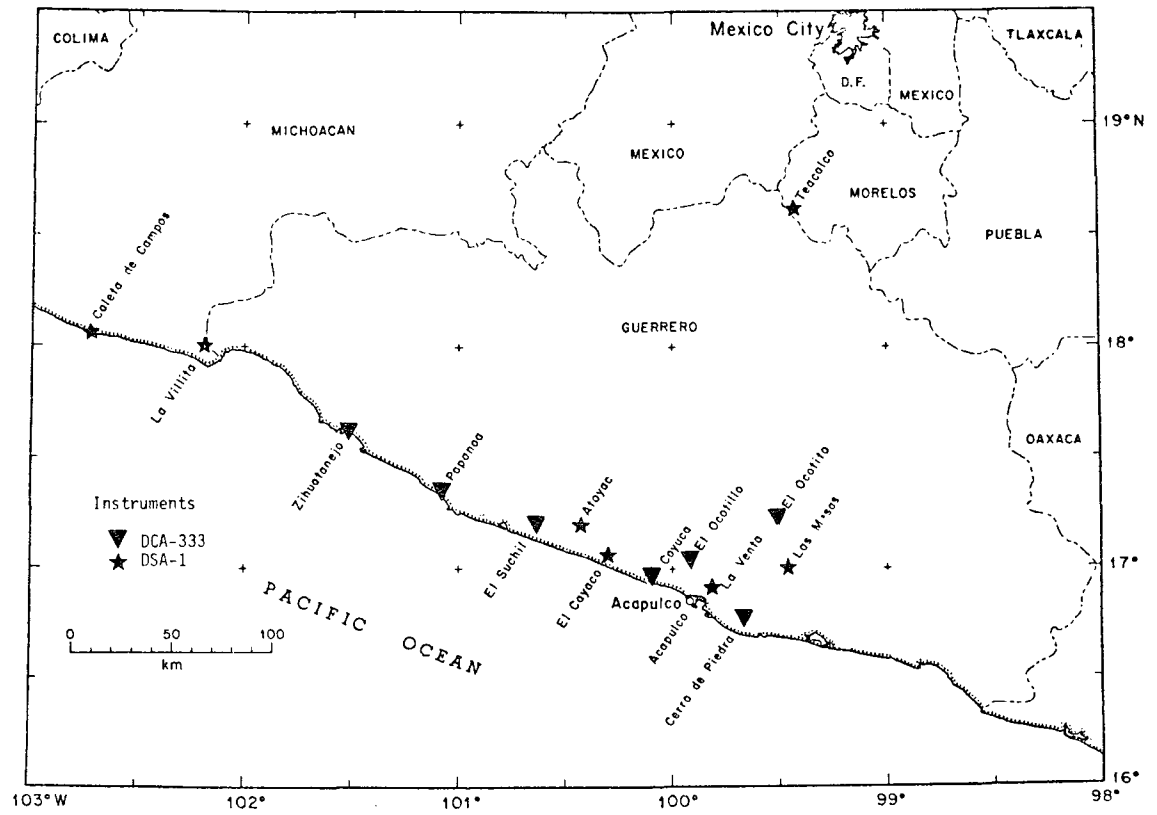 COLIMA
Mexico City
TLAXCALA
D.F.
MEXICO
19°N
MICHOACAN
MEXICO
Teacalco
MORELOS
PUEBLA
Caleta de Campos
GUERRERO
18°
La Villita
OAXACA
Zihuatanejo
Papanoa
Instruments
DCA-333
DSA-1
El Suchil
Atoyac
El Cayaco
Coyuca
El Ocotillo
La Venta
El Ocotito
Las Mesas
17°
Acapulco
Acapulco
Cerro de Piedra
PACIFIC OCEAN
0 50 100
km
16°
103°W 102° 101° 100° 99° 98°